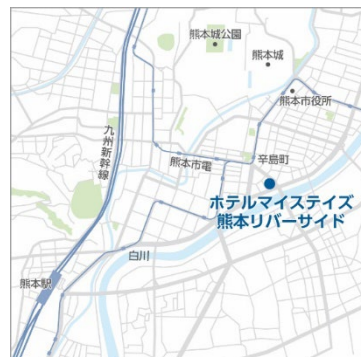 熊本城公園
熊本城
熊本市役所
九州新幹線
熊本市電
辛島町
ホテルマイステイズ
熊本リバーサイド
白川
熊本駅